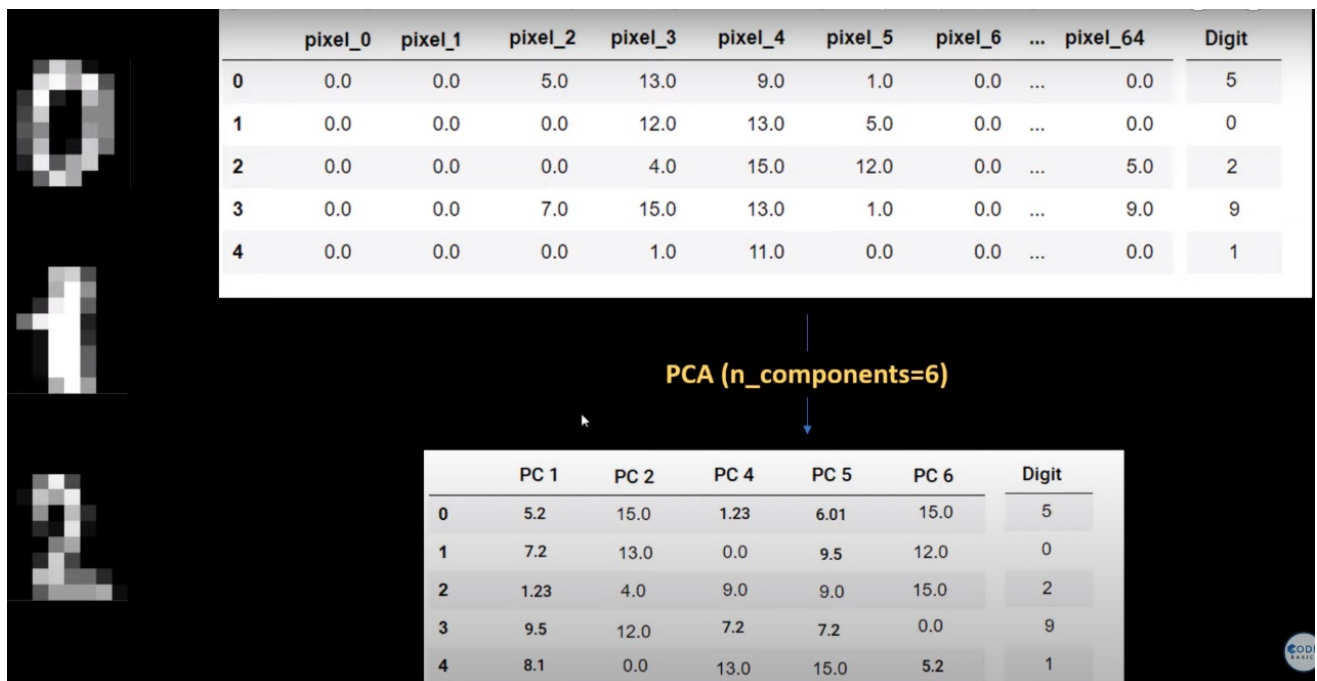 pixel_0 pixel_1 pixel_2 pixel_3 pixel_4 pixel_5 pixel_6 ... pixel_64 Digit
0 0.0 0.0 5.0 13.0 9.0 1.0 0.0 ... 0.0 5
1 0.0 0.0 0.0 12.0 13.0 5.0 0.0 ... 0.0 0
2 0.0 0.0 0.0 4.0 15.0 12.0 0.0 ... 5.0 2
3 0.0 0.0 7.0 15.0 13.0 1.0 0.0 ... 9.0 9
4 0.0 0.0 0.0 1.0 11.0 0.0 0.0 ... 0.0 1
0
1
2
PCA (n_components=6)
PC 1 PC 2 PC 4 PC 5 PC 6 Digit
0 5.2 15.0 1.23 6.01 15.0 5
1 7.2 13.0 0.0 9.5 12.0 0
2 1.23 4.0 9.0 9.0 15.0 2
3 9.5 12.0 7.2 7.2 0.0 9
4 8.1 0.0 13.0 15.0 5.2 1